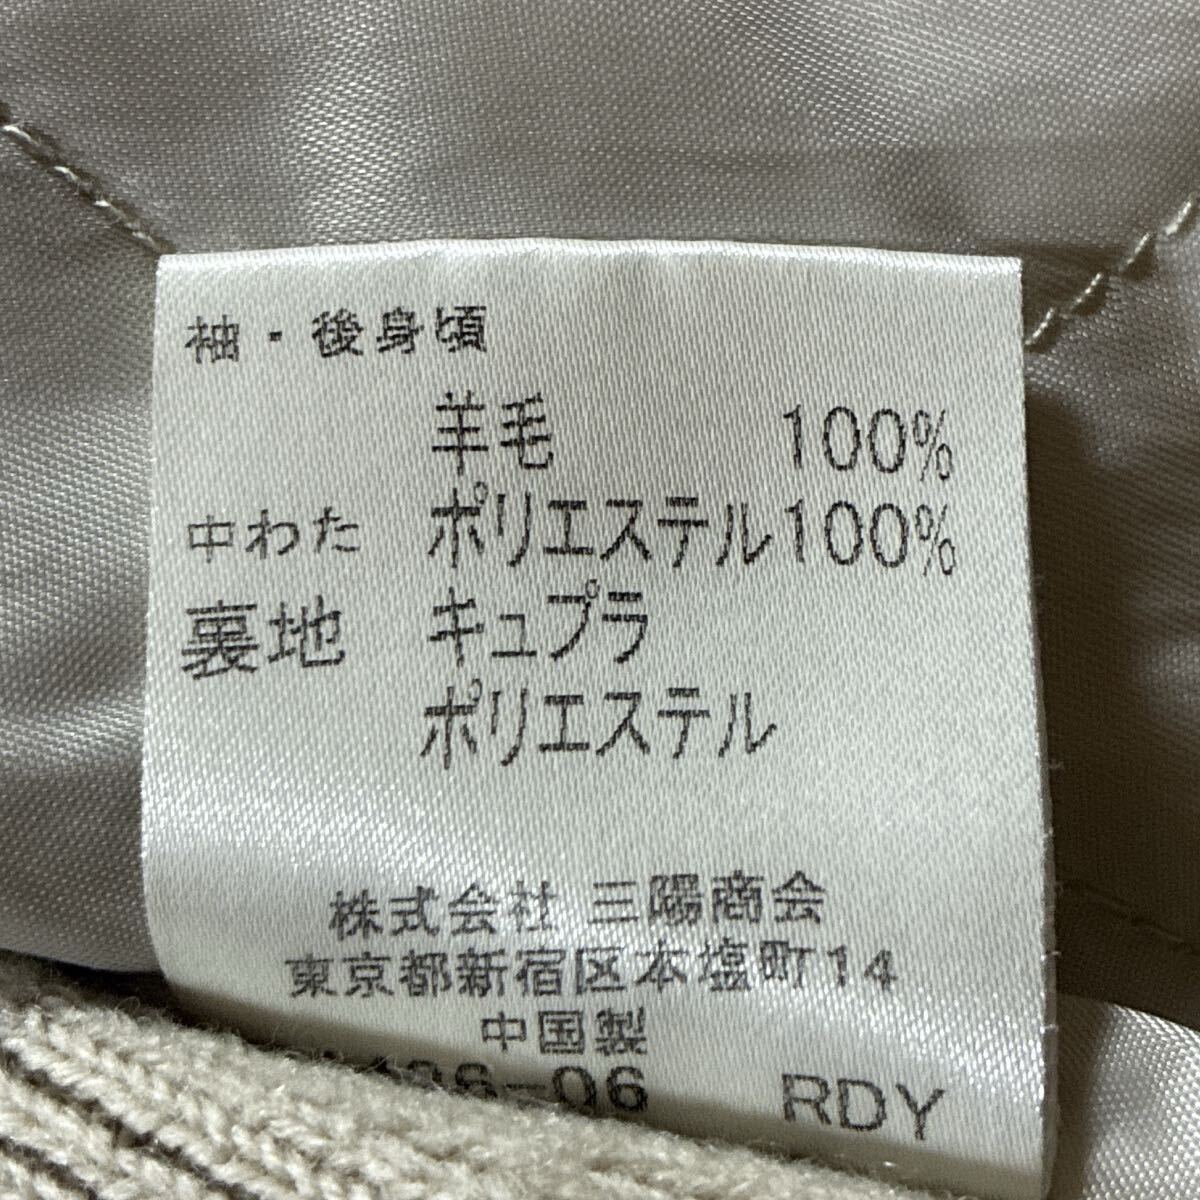 袖・後身頃
羊毛 100%
中わた ポリエステル100%
裏地 キュプラ
ポリエステル
株式会社 三陽商会
東京都新宿区本塩町14
中国製
-06 RDY